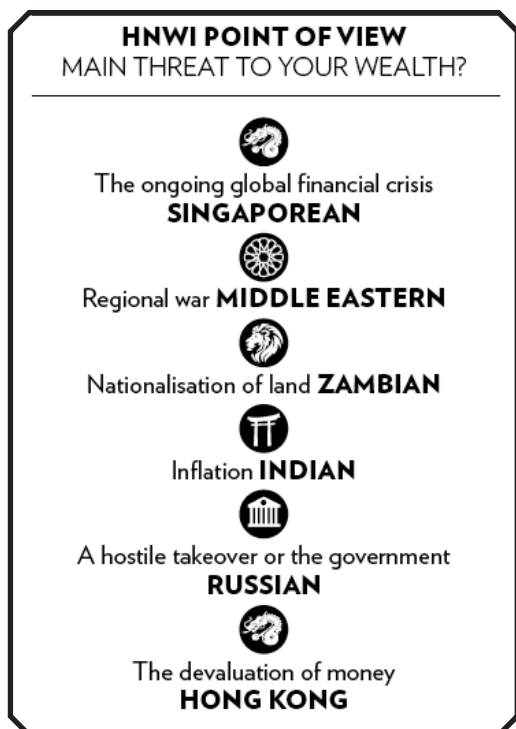 HNWI POINT OF VIEW
MAIN THREAT TO YOUR WEALTH?
The ongoing global financial crisis
SINGAPOREAN
Regional war MIDDLE EASTERN
Nationalisation of land ZAMBIAN
Inflation INDIAN
A hostile takeover or the government
RUSSIAN
The devaluation of money
HONG KONG